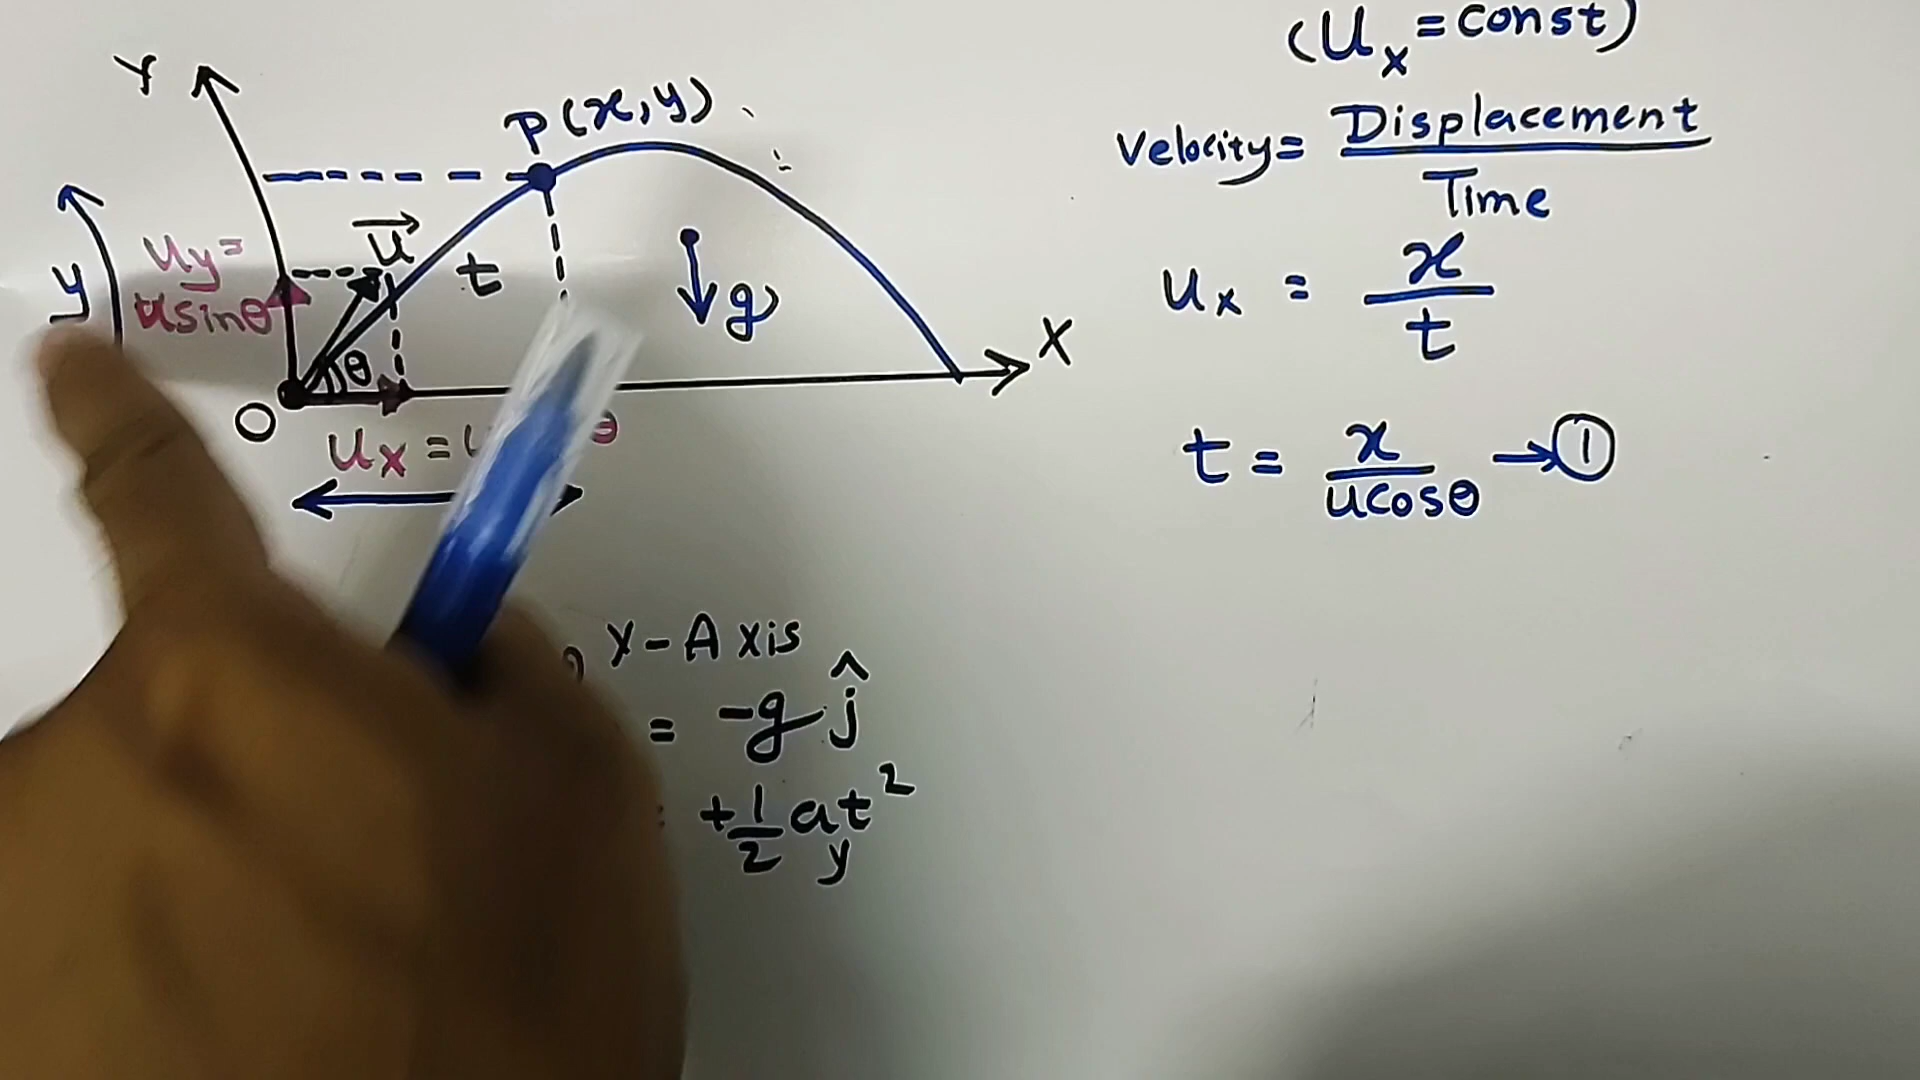 Y
P(x,y)
y
uy=
usinθ
u⃗
t
g
θ
X
O
ux =
θ
X-Axis
= -g ĵ
+ 1/2 at²
y
(Ux = const)
Velocity = Displacement / Time
ux = x / t
t = x / ucosθ → ①